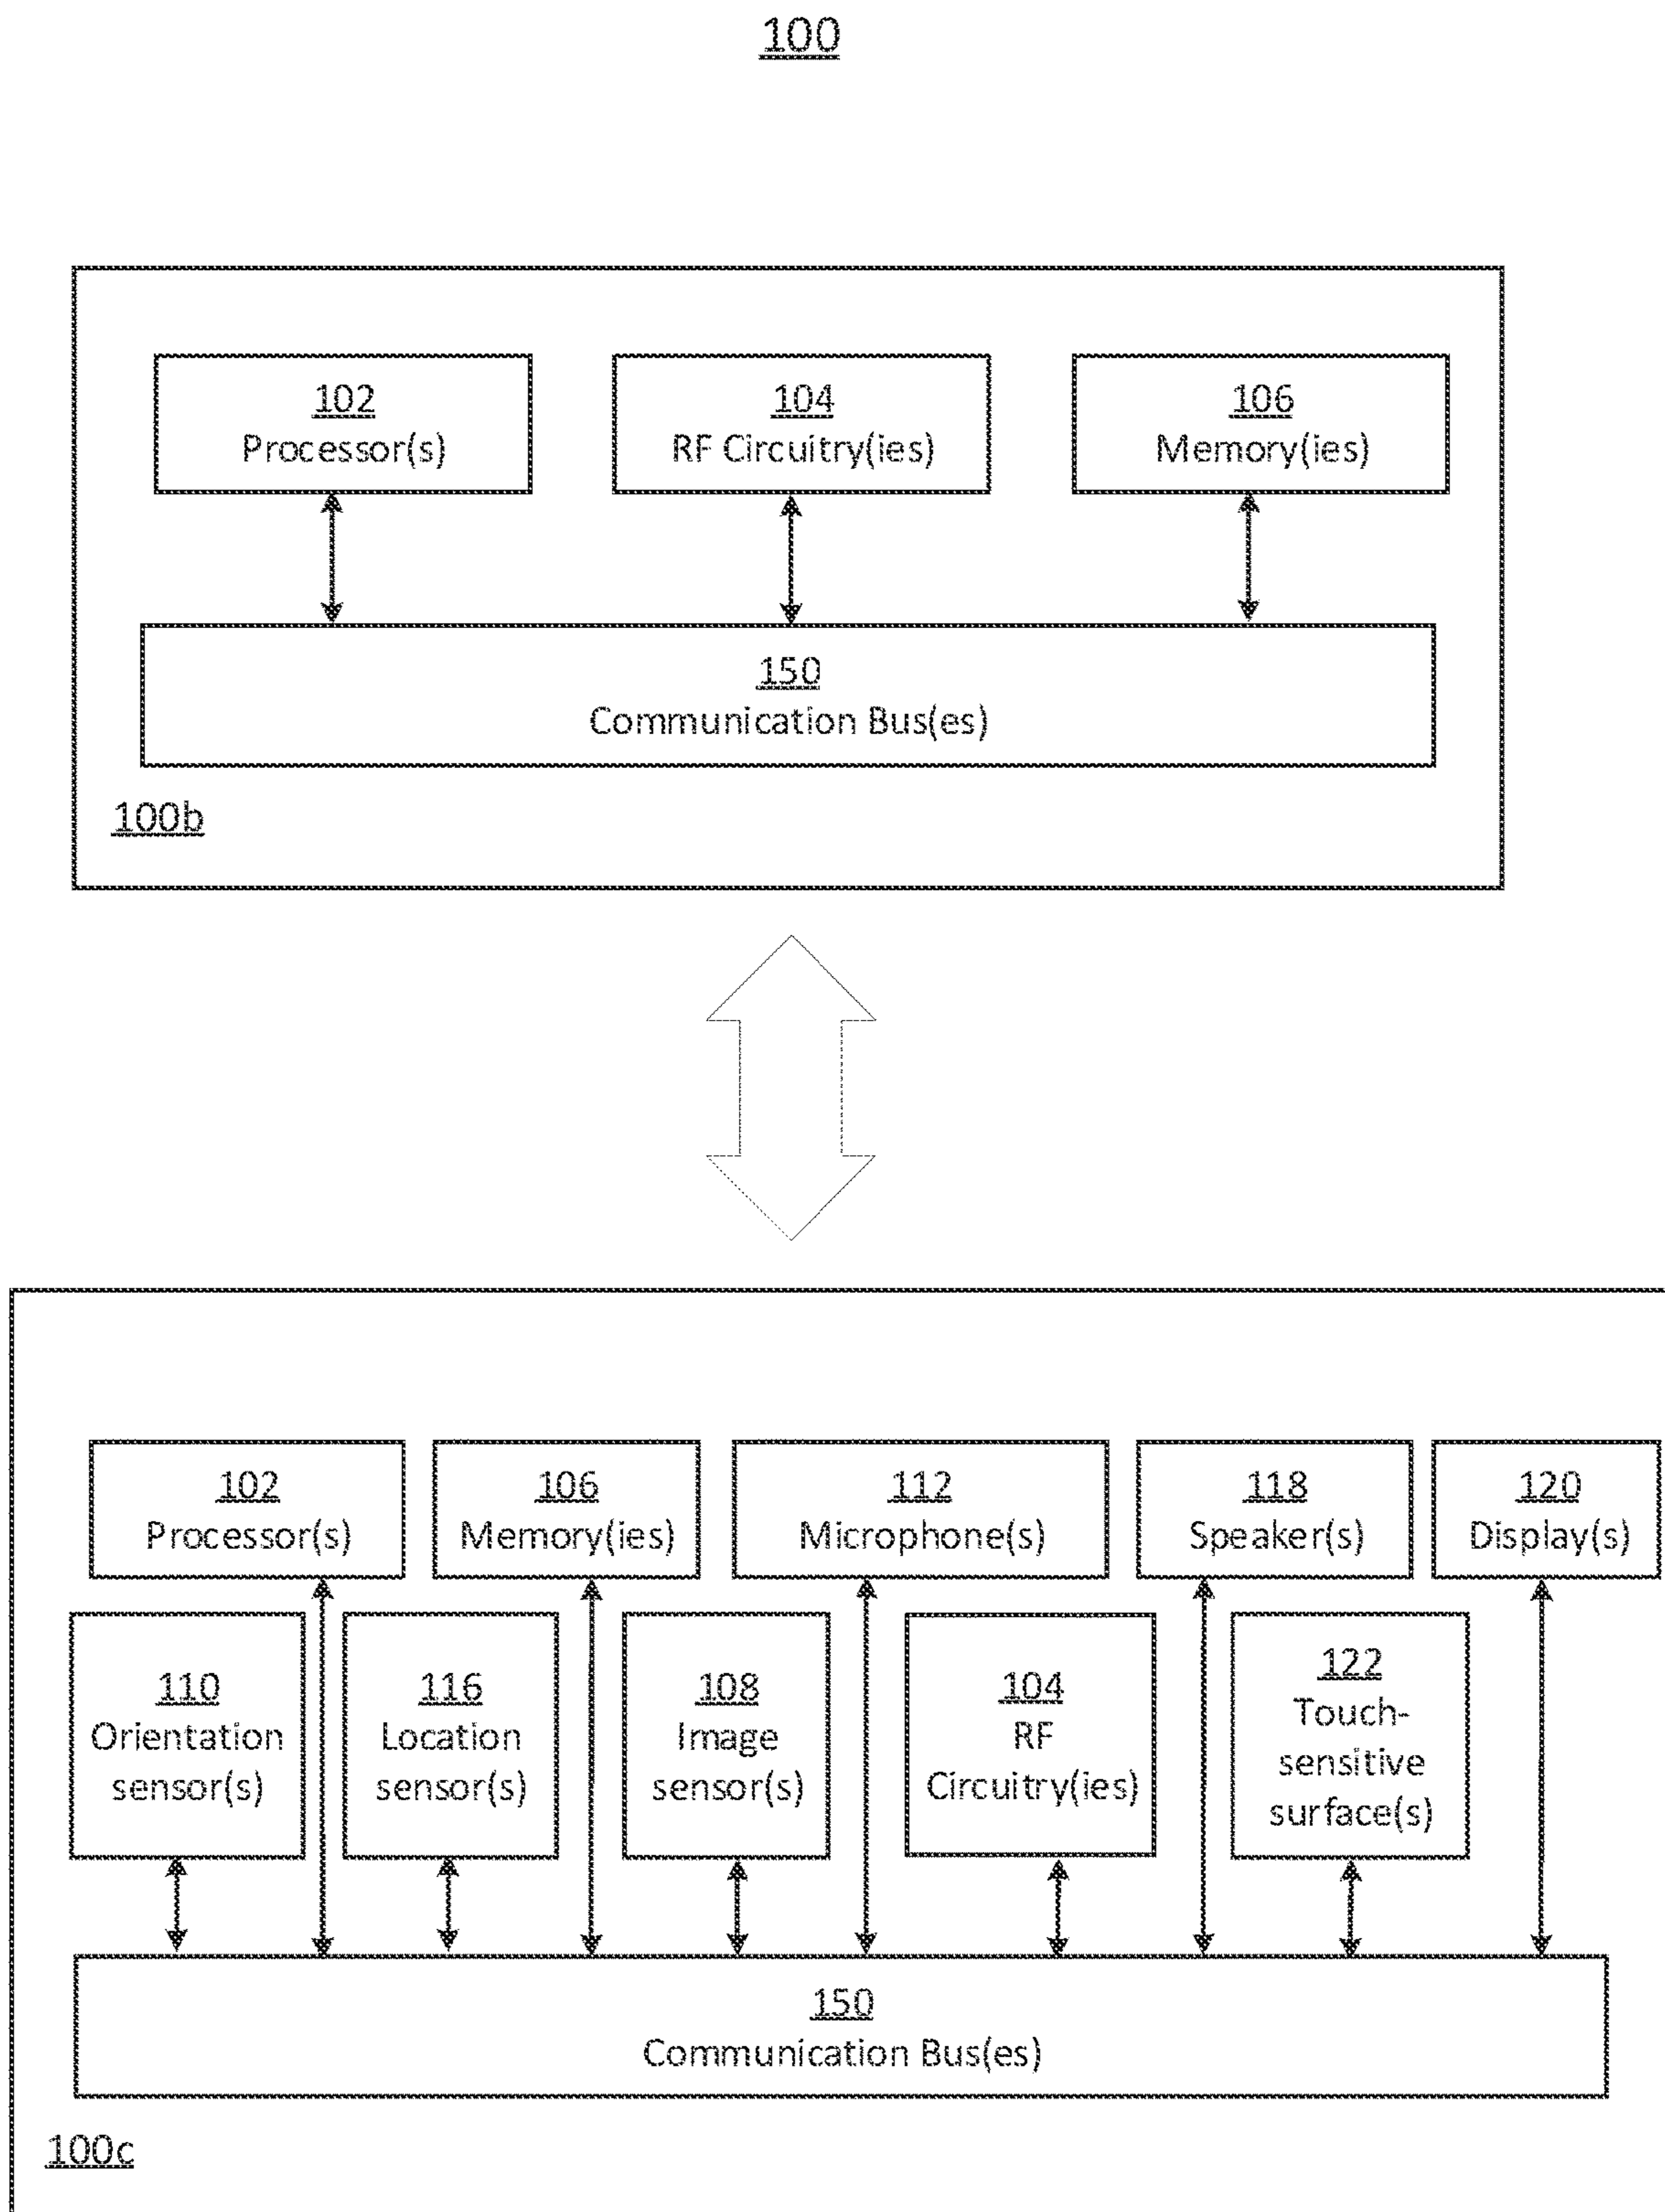 100
102
Processor(s)
104
RF Circuitry(ies)
106
Memory(ies)
150
Communication Bus(es)
100b
102
Processor(s)
106
Memory(ies)
112
Microphone(s)
118
Speaker(s)
120
Display(s)
110
Orientation
sensor(s)
116
Location
sensor(s)
108
Image
sensor(s)
104
RF
Circuitry(ies)
122
Touch-
sensitive
surface(s)
150
Communication Bus(es)
100c